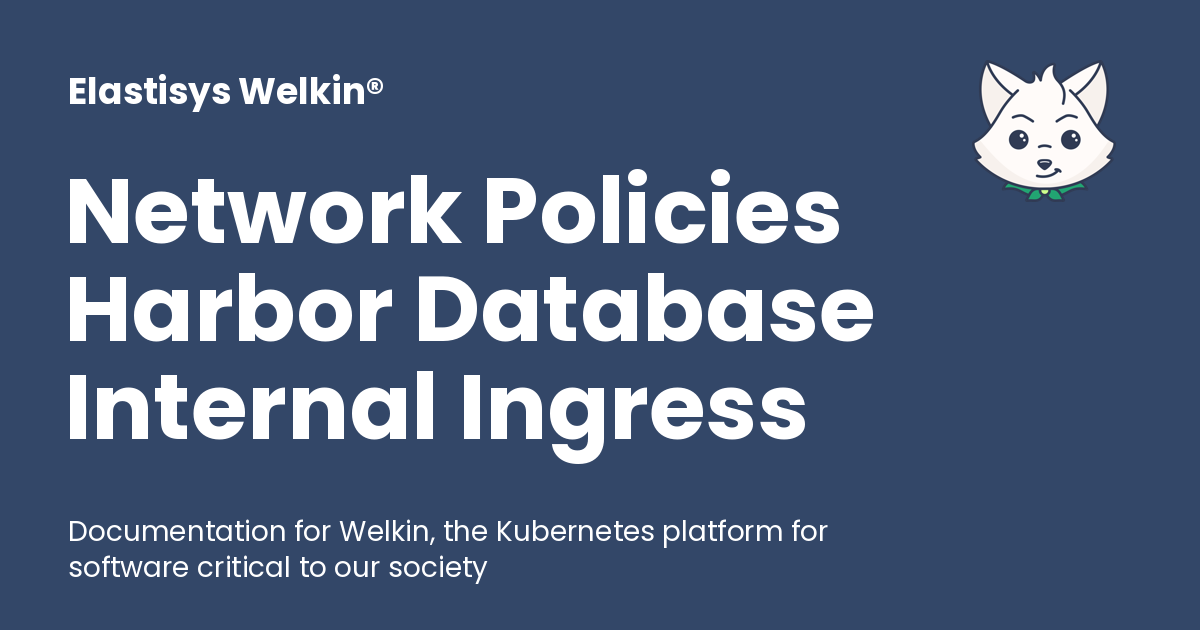 Elastisys Welkin®
Network Policies
Harbor Database
Internal Ingress
Documentation for Welkin, the Kubernetes platform for
software critical to our society